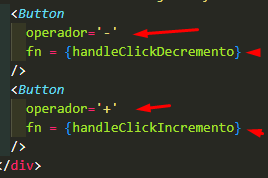 <Button
operador='-'
fn = {handleClickDecremento}
/>
<Button
operador='+'
fn = {handleClickIncremento}
/>
</div>